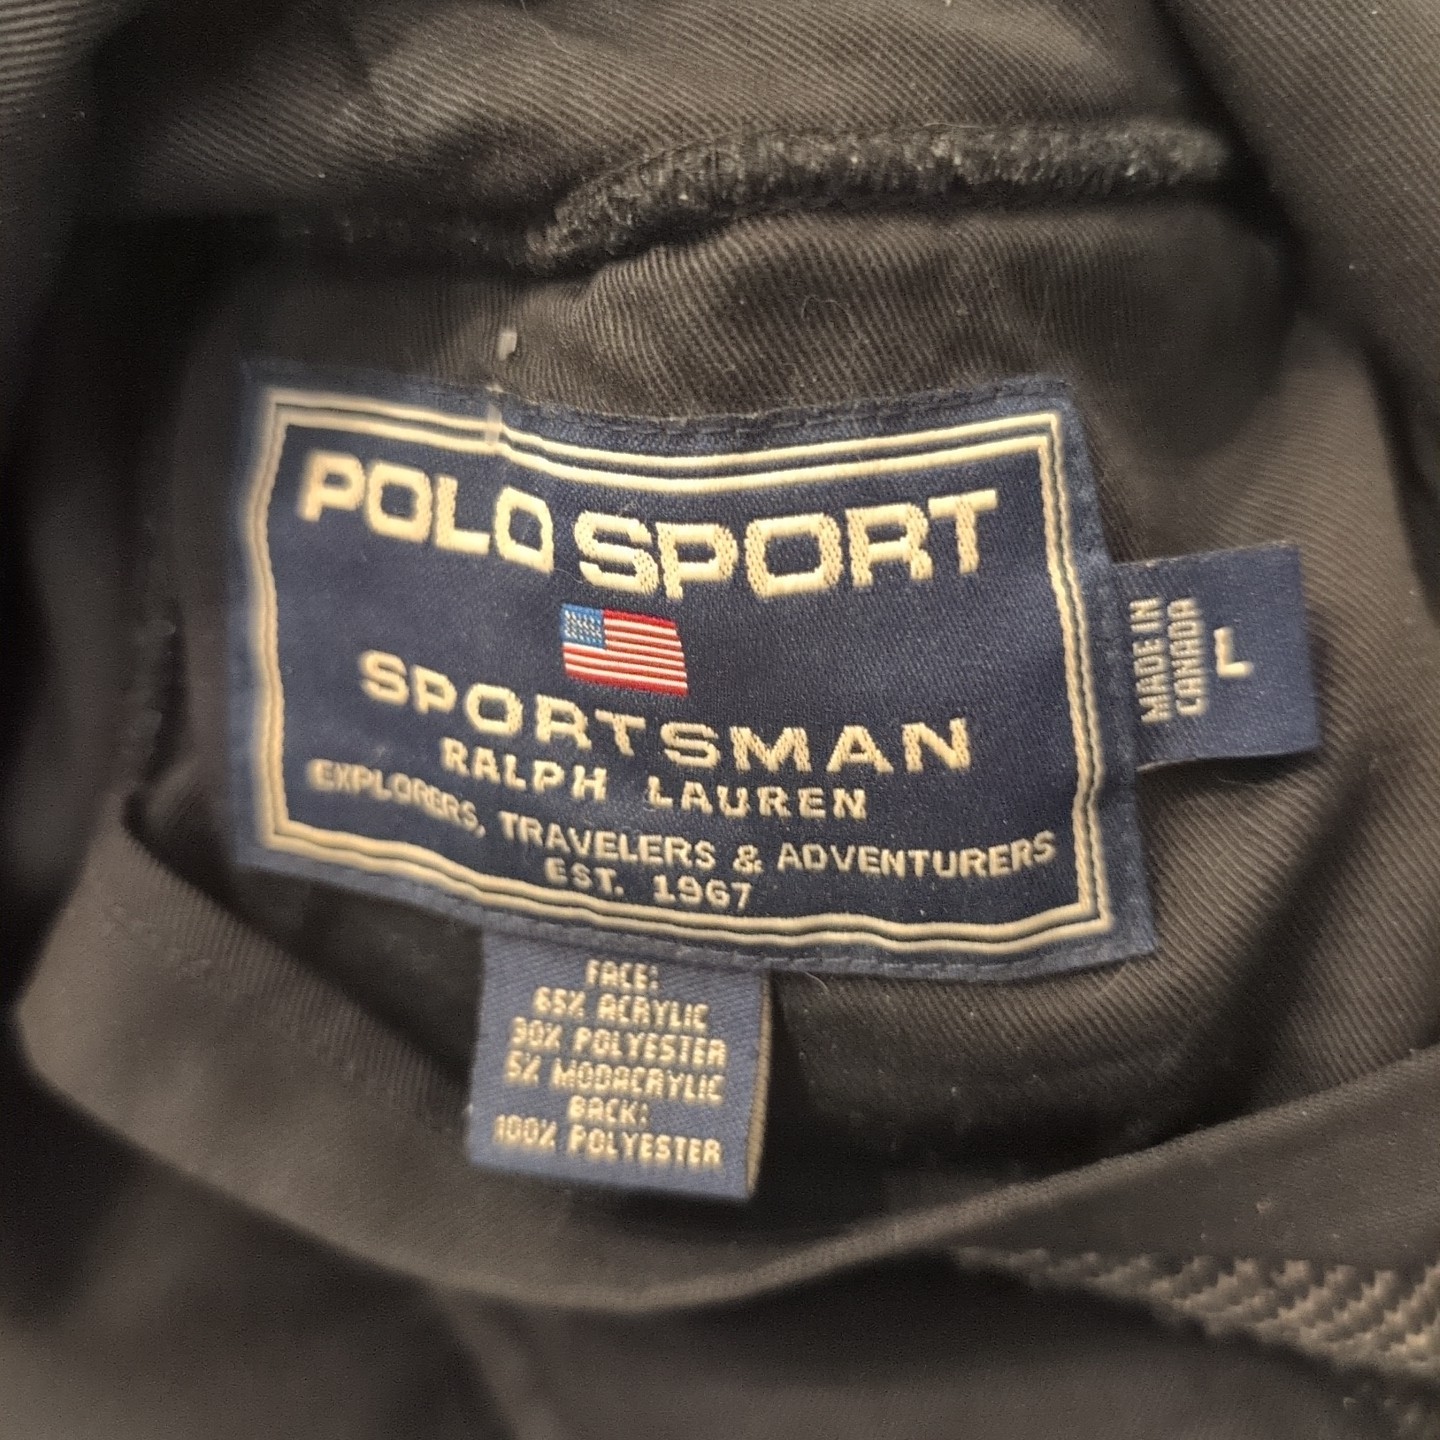 POLO SPORT
SPORTSMAN
RALPH LAUREN
EXPLORERS, TRAVELERS & ADVENTURERS
EST. 1967
MADE IN
CANADA
L
FACE:
65% ACRYLIC
30% POLYESTER
5% MODACRYLIC
BACK:
100% POLYESTER